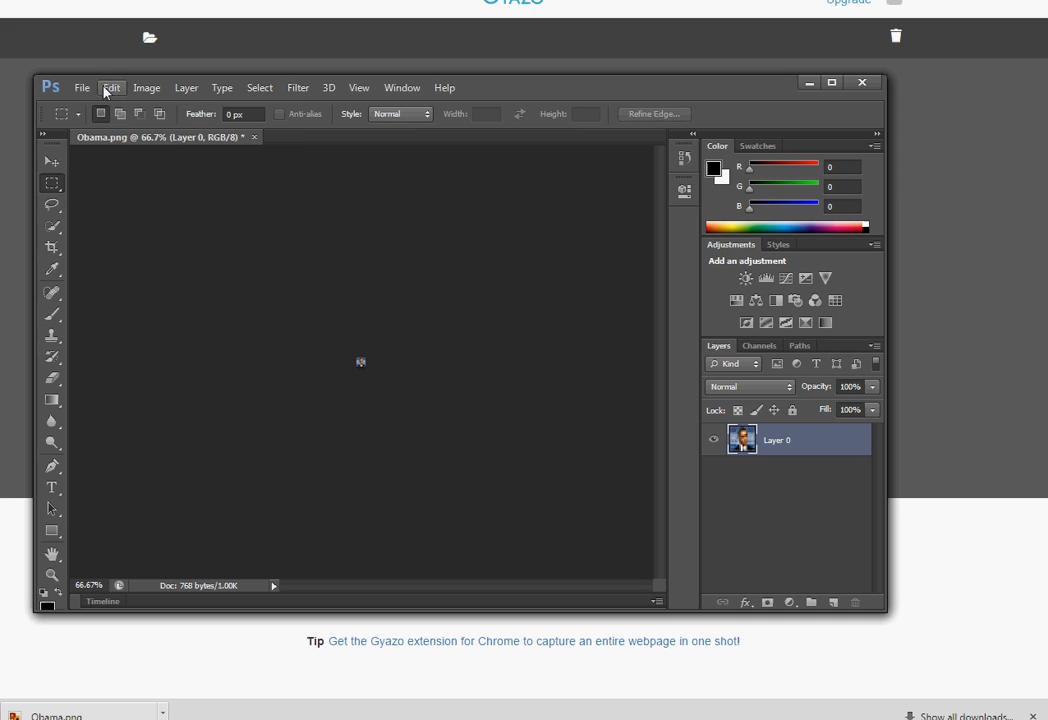 GYAZO Upgrade
Ps File Edit Image Layer Type Select Filter 3D View Window Help
Feather: 0 px Anti-alias Style: Normal Width: Height: Refine Edge...
Obama.png @ 66.7% (Layer 0, RGB/8) * ×
Color Swatches
R 0
G 0
B 0
Adjustments Styles
Add an adjustment
Layers Channels Paths
Kind
Normal Opacity: 100%
Lock: Fill: 100%
Layer 0
66.67% Doc: 768 bytes/1.00K
Timeline
Tip Get the Gyazo extension for Chrome to capture an entire webpage in one shot!
Obama.png Show all downloads...